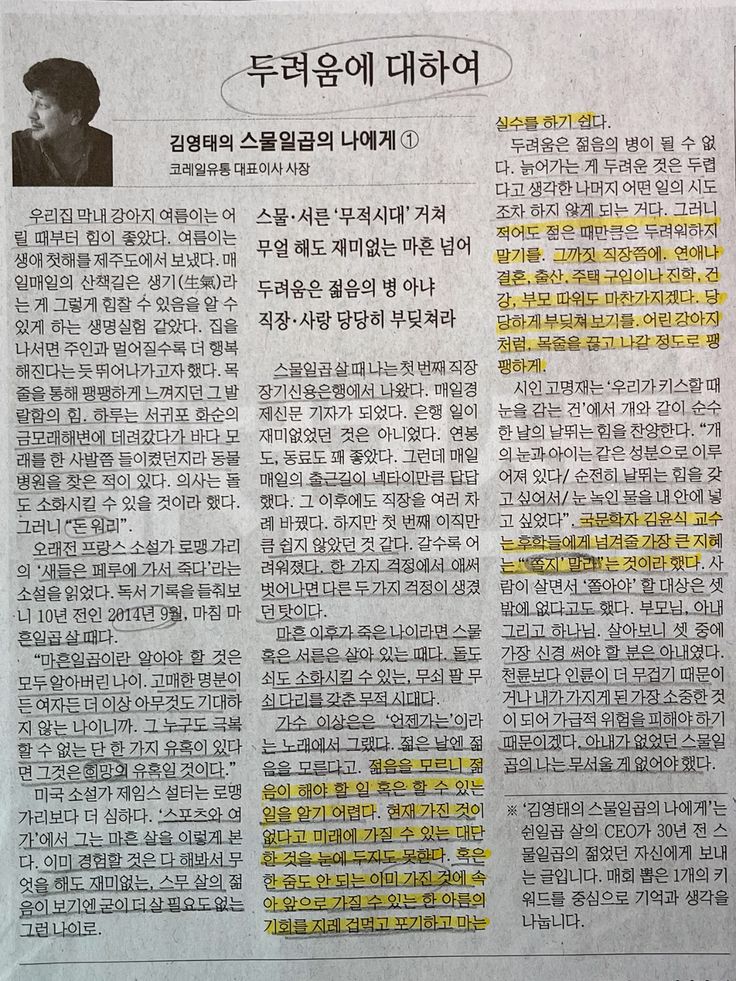 두려움에 대하여
김영태의 스물일곱의 나에게 ①
코레일유통 대표이사 사장
우리집 막내 강아지 여름이는 어
릴 때부터 힘이 좋았다. 여름이는
생애 첫해를 제주도에서 보냈다. 매
일매일의 산책길은 생기(生氣)라
는 게 그렇게 힘찰 수 있음을 알 수
있게 하는 생명실험 같았다. 집을
나서면 주인과 멀어질수록 더 행복
해진다는 듯 뛰어나가고자 했다. 목
줄을 통해 팽팽하게 느껴지던 그 발
랄함의 힘. 하루는 서귀포 화순의
금모래해변에 데려갔다가 바다 모
래를 한 사발쯤 들이켰던지라 동물
병원을 찾은 적이 있다. 의사는 돌
도 소화시킬 수 있을 것이라 했다.
그러니 “돈 워리”.
오래전 프랑스 소설가 로맹 가리
의 ‘새들은 페루에 가서 죽다’라는
소설을 읽었다. 독서 기록을 들춰보
니 10년 전인 2014년 9월, 마침 마
흔일곱 살 때다.
“마흔일곱이란 알아야 할 것은
모두 알아버린 나이. 고매한 명분이
든 여자든 더 이상 아무것도 기대하
지 않는 나이니까. 그 누구도 극복
할 수 없는 단 한 가지 유혹이 있다
면 그것은 희망의 유혹일 것이다.”
미국 소설가 제임스 설터는 로맹
가리보다 더 심하다. ‘스포츠와 여
가’에서 그는 마흔 살을 이렇게 본
다. 이미 경험할 것은 다 해봐서 무
엇을 해도 재미없는, 스무 살의 젊
음이 보기엔 굳이 더 살 필요도 없는
그런 나이로.
스물·서른 ‘무적시대’ 거쳐
무얼 해도 재미없는 마흔 넘어
두려움은 젊음의 병 아냐
직장·사랑 당당히 부딪쳐라
스물일곱 살 때 나는 첫 번째 직장
장기신용은행에서 나왔다. 매일경
제신문 기자가 되었다. 은행 일이
재미없었던 것은 아니었다. 연봉
도, 동료도 꽤 좋았다. 그런데 매일
매일의 출근길이 넥타이만큼 답답
했다. 그 이후에도 직장을 여러 차
례 바꿨다. 하지만 첫 번째 이직만
큼 쉽지 않았던 것 같다. 갈수록 어
려워졌다. 한 가지 걱정에서 애써
벗어나면 다른 두 가지 걱정이 생겼
던 탓이다.
마흔 이후가 죽은 나이라면 스물
혹은 서른은 살아 있는 때다. 돌도
쇠도 소화시킬 수 있는, 무쇠 팔 무
쇠 다리를 갖춘 무적 시대다.
가수 이상은은 ‘언젠가는’이라
는 노래에서 그랬다. 젊은 날엔 젊
음을 모른다고. 젊음을 모르니 젊
음이 해야 할 일 혹은 할 수 있는
일을 알기 어렵다. 현재 가진 것이
없다고 미래에 가질 수 있는 대단
한 것을 눈에 두지도 못한다. 혹은
한 줌도 안 되는 이미 가진 것에 속
아 앞으로 가질 수 있는 한 아름의
기회를 지레 겁먹고 포기하고 마는
실수를 하기 쉽다.
두려움은 젊음의 병이 될 수 없
다. 늙어가는 게 두려운 것은 두렵
다고 생각한 나머지 어떤 일의 시도
조차 하지 않게 되는 거다. 그러니
적어도 젊은 때만큼은 두려워하지
말기를. 그까짓 직장쯤에. 연애나
결혼, 출산, 주택 구입이나 진학, 건
강, 부모 따위도 마찬가지겠다. 당
당하게 부딪쳐 보기를. 어린 강아지
처럼, 목줄을 끊고 나갈 정도로 팽
팽하게.
시인 고명재는 ‘우리가 키스할 때
눈을 감는 건’에서 개와 같이 순수
한 날의 날뛰는 힘을 찬양한다. “개
의 눈과 아이는 같은 성분으로 이루
어져 있다/ 순전히 날뛰는 힘을 갖
고 싶어서/ 눈 녹인 물을 내 안에 넣
고 싶었다”. 국문학자 김윤식 교수
는 후학들에게 넘겨줄 가장 큰 지혜
는 “‘쫄지’ 말라”는 것이라 했다. 사
람이 살면서 ‘쫄아야’ 할 대상은 셋
밖에 없다고도 했다. 부모님, 아내
그리고 하나님. 살아보니 셋 중에
가장 신경 써야 할 분은 아내였다.
천륜보다 인륜이 더 무겁기 때문이
거나 내가 가지게 된 가장 소중한 것
이 되어 가급적 위험을 피해야 하기
때문이겠다. 아내가 없었던 스물일
곱의 나는 무서울 게 없어야 했다.
※ ‘김영태의 스물일곱의 나에게’는
쉰일곱 살의 CEO가 30년 전 스
물일곱의 젊었던 자신에게 보내
는 글입니다. 매회 뽑은 1개의 키
워드를 중심으로 기억과 생각을
나눕니다.